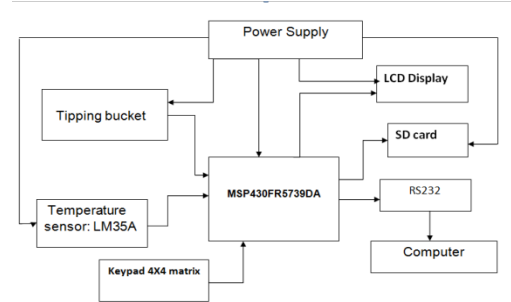 Power Supply
LCD Display
Tipping bucket
SD card
MSP430FR5739DA
RS232
Temperature
sensor: LM35A
Computer
Keypad 4X4 matrix